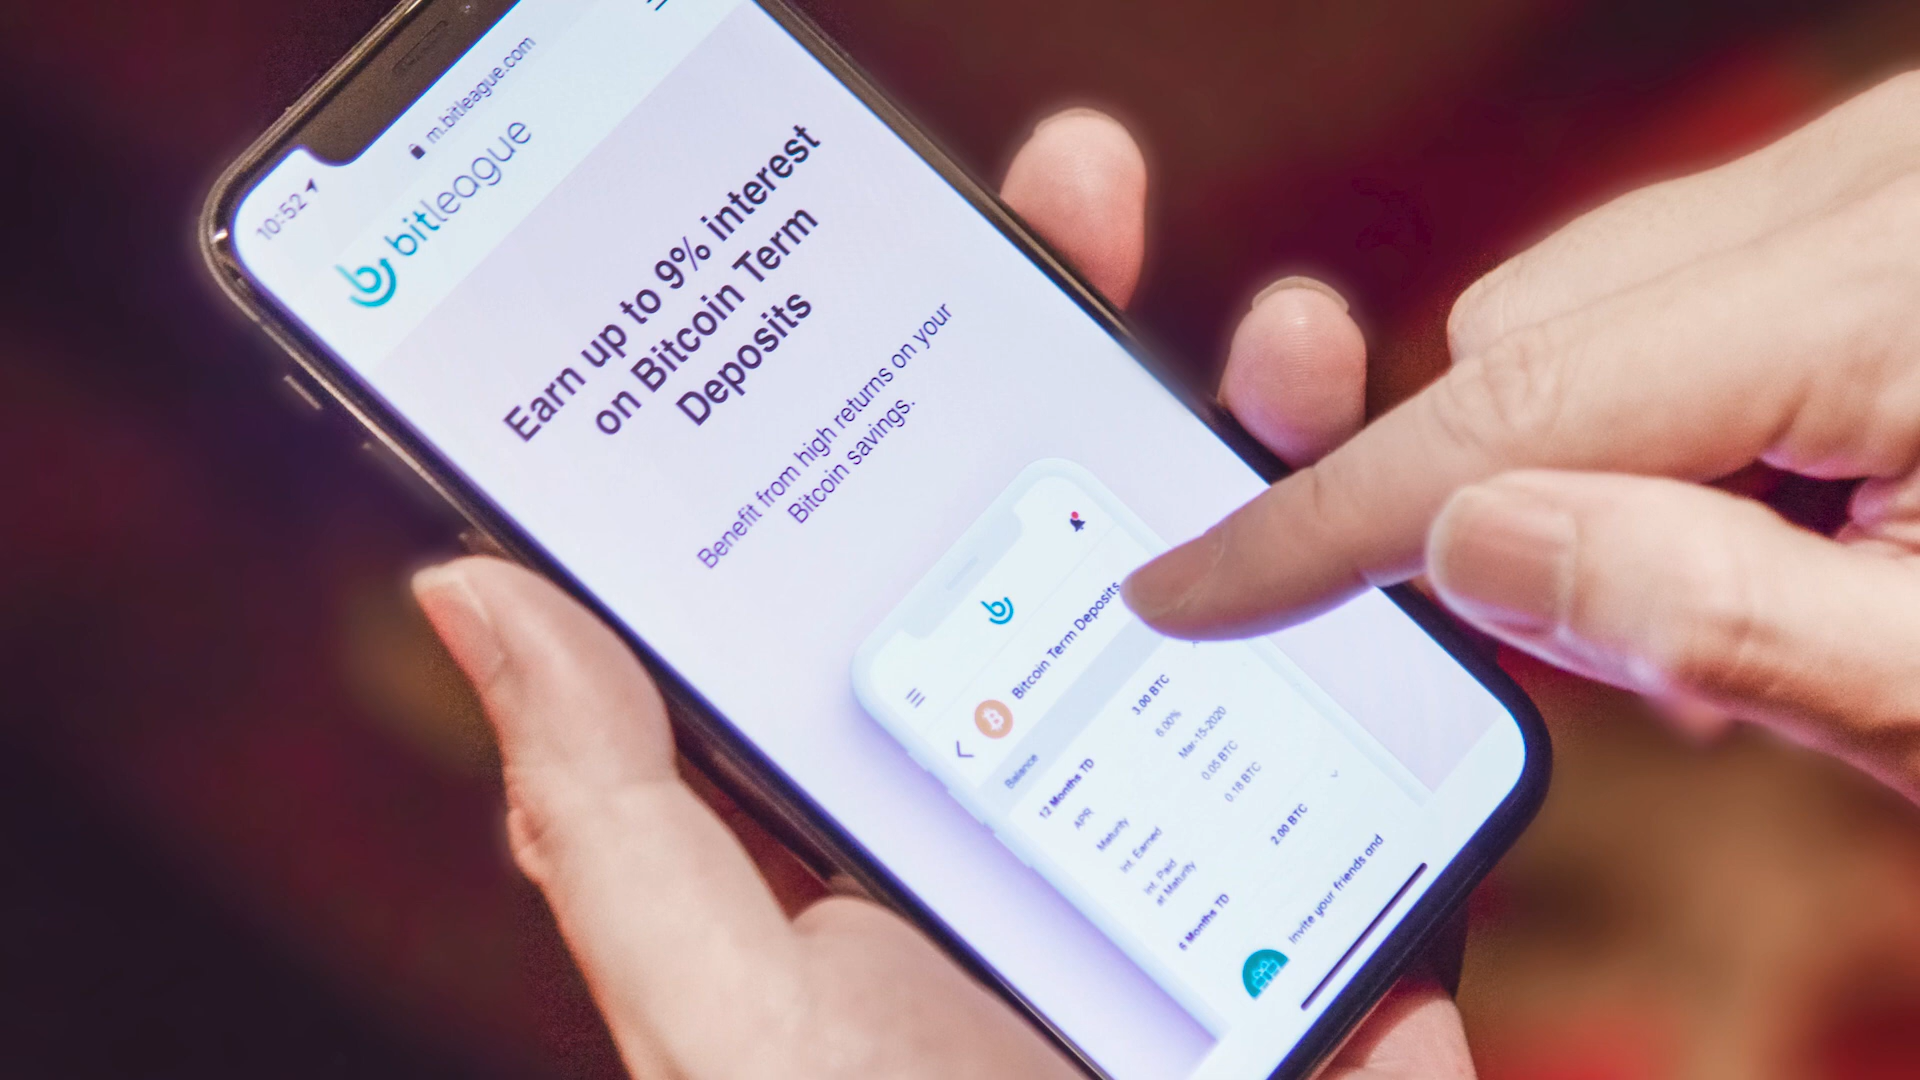 10:52
m.bitleague.com
bitleague
Earn up to 9% interest
on Bitcoin Term
Deposits
Benefit from high returns on your
Bitcoin savings.
Bitcoin Term Deposits
Balance
12 Months TD 3.00 BTC
APR 6.00%
Maturity Mar-15-2020
Int. Earned 0.05 BTC
Int. Paid
at Maturity 0.18 BTC
6 Months TD 2.00 BTC
Invite your friends and